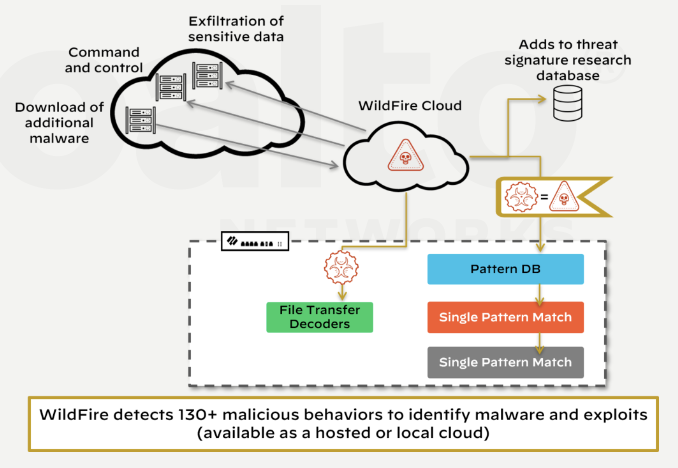 Exfiltration of
sensitive data
Command
and control
Download of
additional
malware
WildFire Cloud
Adds to threat
signature research
database
=
Pattern DB
File Transfer
Decoders
Single Pattern Match
Single Pattern Match
WildFire detects 130+ malicious behaviors to identify malware and exploits
(available as a hosted or local cloud)
NETWORKS